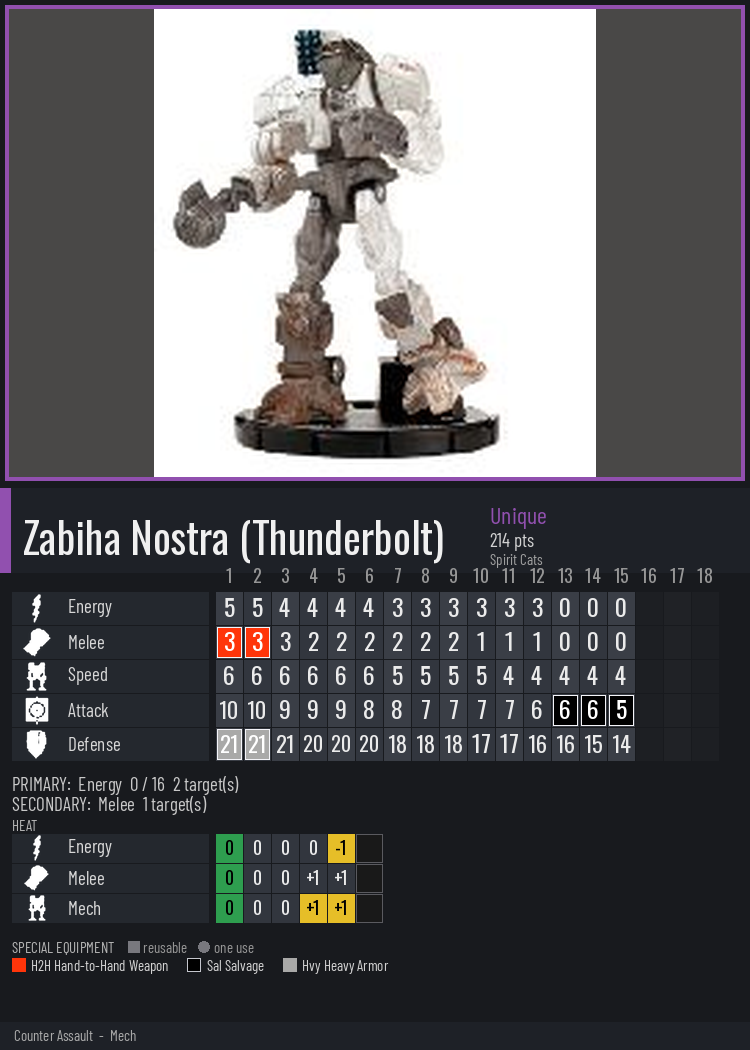 Zabiha Nostra (Thunderbolt)
Unique
214 pts
Spirit Cats
1 2 3 4 5 6 7 8 9 10 11 12 13 14 15 16 17 18
Energy 5 5 4 4 4 4 3 3 3 3 3 3 0 0 0
Melee 3 3 3 2 2 2 2 2 2 1 1 1 0 0 0
Speed 6 6 6 6 6 6 5 5 5 5 4 4 4 4 4
Attack 10 10 9 9 9 8 8 7 7 7 7 6 6 6 5
Defense 21 21 21 20 20 20 18 18 18 17 17 16 16 15 14
PRIMARY: Energy 0 / 16 2 target(s)
SECONDARY: Melee 1 target(s)
HEAT
Energy 0 0 0 0 -1
Melee 0 0 0 +1 +1
Mech 0 0 0 +1 +1
SPECIAL EQUIPMENT reusable one use
H2H Hand-to-Hand Weapon Sal Salvage Hvy Heavy Armor
Counter Assault - Mech